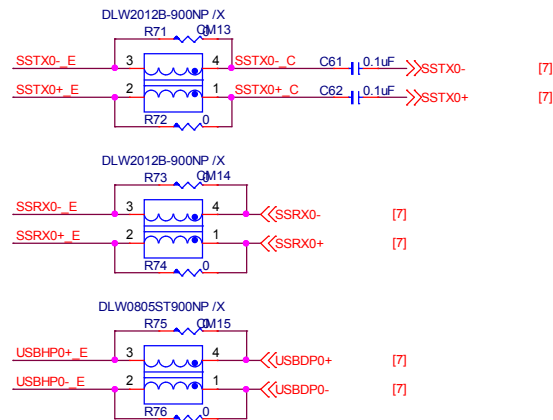 DLW2012B-900NP /X
R71 0 CM13
SSTX0-_E 3 4 SSTX0-_C C61 0.1uF SSTX0- [7]
SSTX0+_E 2 1 SSTX0+_C C62 0.1uF SSTX0+ [7]
R72 0
DLW2012B-900NP /X
R73 0 CM14
SSRX0-_E 3 4 SSRX0- [7]
SSRX0+_E 2 1 SSRX0+ [7]
R74 0
DLW0805ST900NP /X
R75 0 CM15
USBHP0+_E 3 4 USBDP0+ [7]
USBHP0-_E 2 1 USBDP0- [7]
R76 0